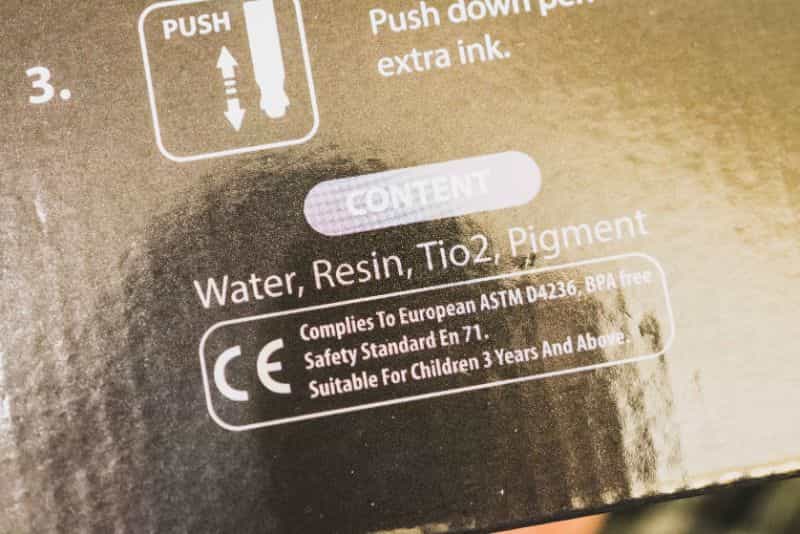 PUSH
3.
Push down pen
extra ink.
CONTENT
Water, Resin, Tio2, Pigment
CE
Complies To European ASTM D4236, BPA free
Safety Standard En 71.
Suitable For Children 3 Years And Above.